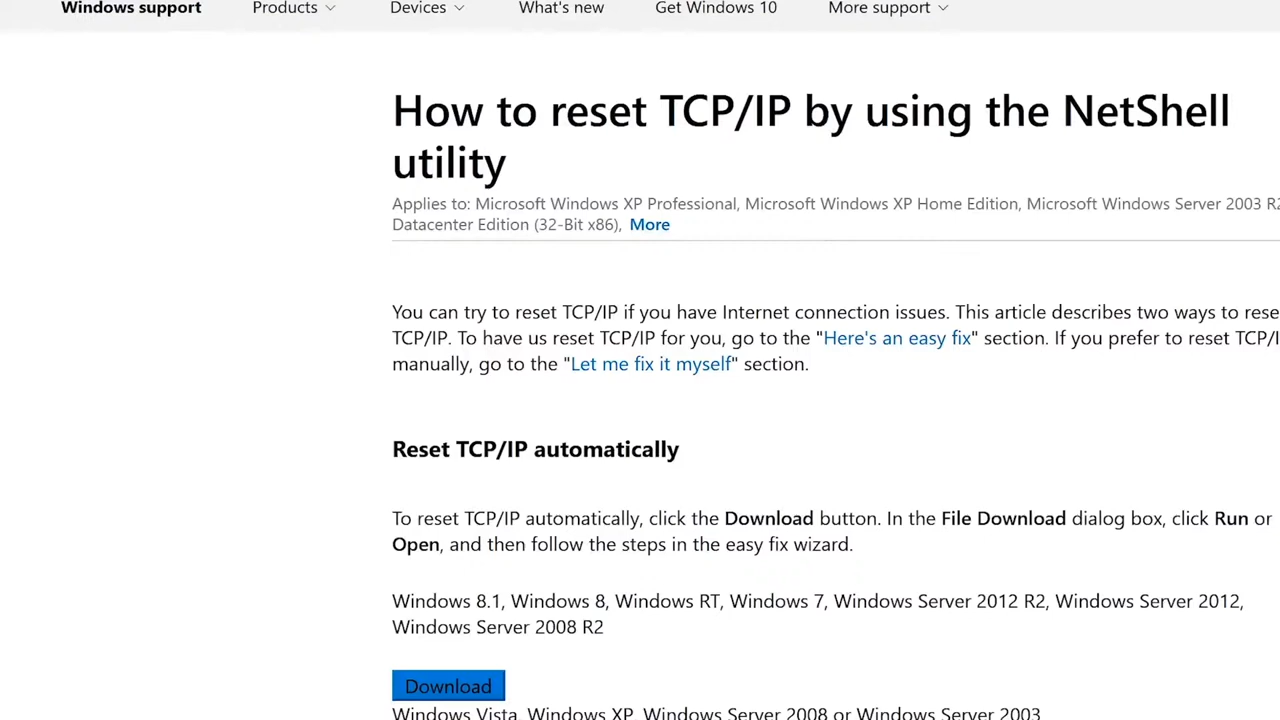 Windows support Products Devices What's new Get Windows 10 More support
How to reset TCP/IP by using the NetShell
utility
Applies to: Microsoft Windows XP Professional, Microsoft Windows XP Home Edition, Microsoft Windows Server 2003 R2
Datacenter Edition (32-Bit x86), More
You can try to reset TCP/IP if you have Internet connection issues. This article describes two ways to rese
TCP/IP. To have us reset TCP/IP for you, go to the "Here's an easy fix" section. If you prefer to reset TCP/I
manually, go to the "Let me fix it myself" section.
Reset TCP/IP automatically
To reset TCP/IP automatically, click the Download button. In the File Download dialog box, click Run or
Open, and then follow the steps in the easy fix wizard.
Windows 8.1, Windows 8, Windows RT, Windows 7, Windows Server 2012 R2, Windows Server 2012,
Windows Server 2008 R2
Download
Windows Vista, Windows XP, Windows Server 2008 or Windows Server 2003